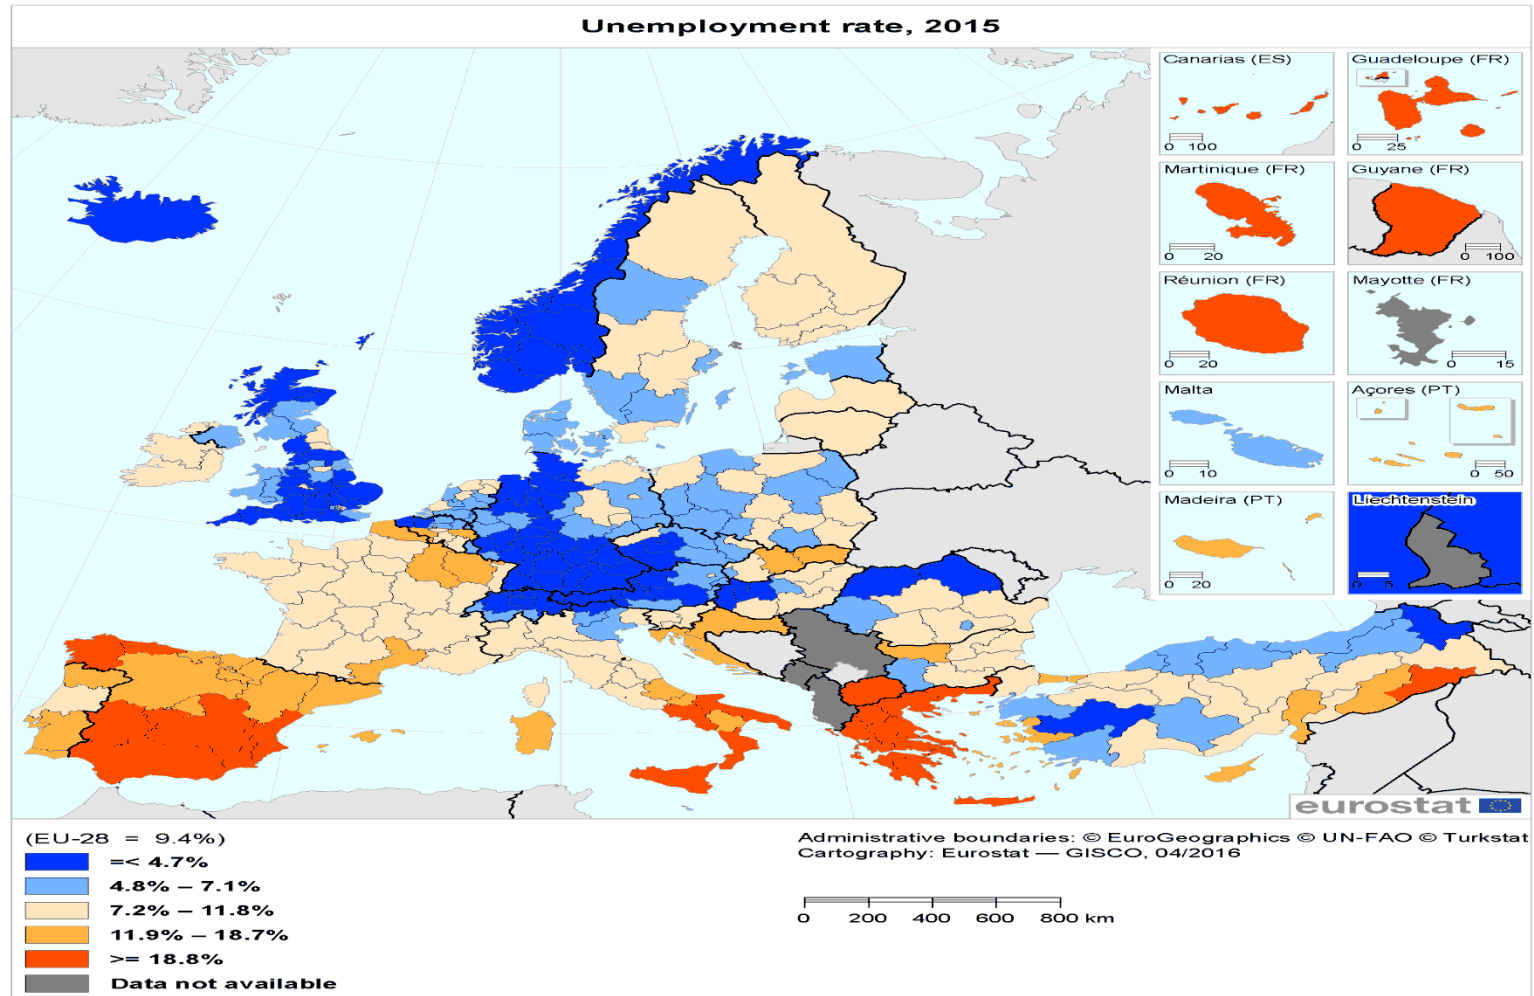 Unemployment rate, 2015
Canarias (ES)
0 100
Guadeloupe (FR)
0 25
Martinique (FR)
0 20
Guyane (FR)
0 100
Réunion (FR)
0 20
Mayotte (FR)
0 15
Malta
0 10
Açores (PT)
0 50
Madeira (PT)
0 20
Liechtenstein
0 5
eurostat
(EU-28 = 9.4%)
=< 4.7%
4.8% – 7.1%
7.2% – 11.8%
11.9% – 18.7%
>= 18.8%
Data not available
Administrative boundaries: © EuroGeographics © UN-FAO © Turkstat
Cartography: Eurostat — GISCO, 04/2016
0 200 400 600 800 km